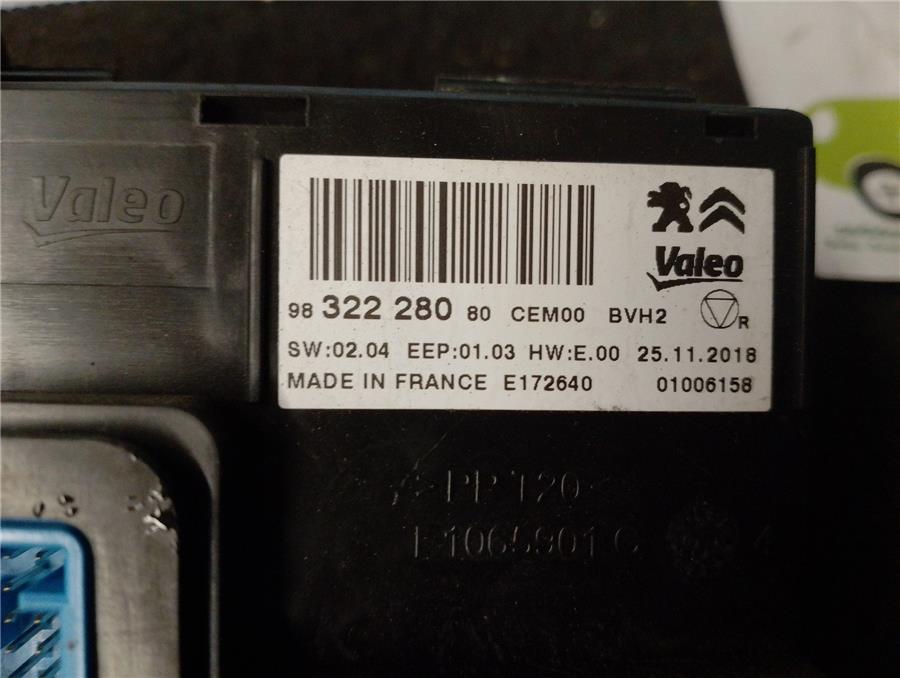 Valeo
Valeo
98 322 280 80 CEM00 BVH2
R
SW:02.04 EEP:01.03 HW:E.00 25.11.2018
MADE IN FRANCE E172640 01006158
>PP T20<